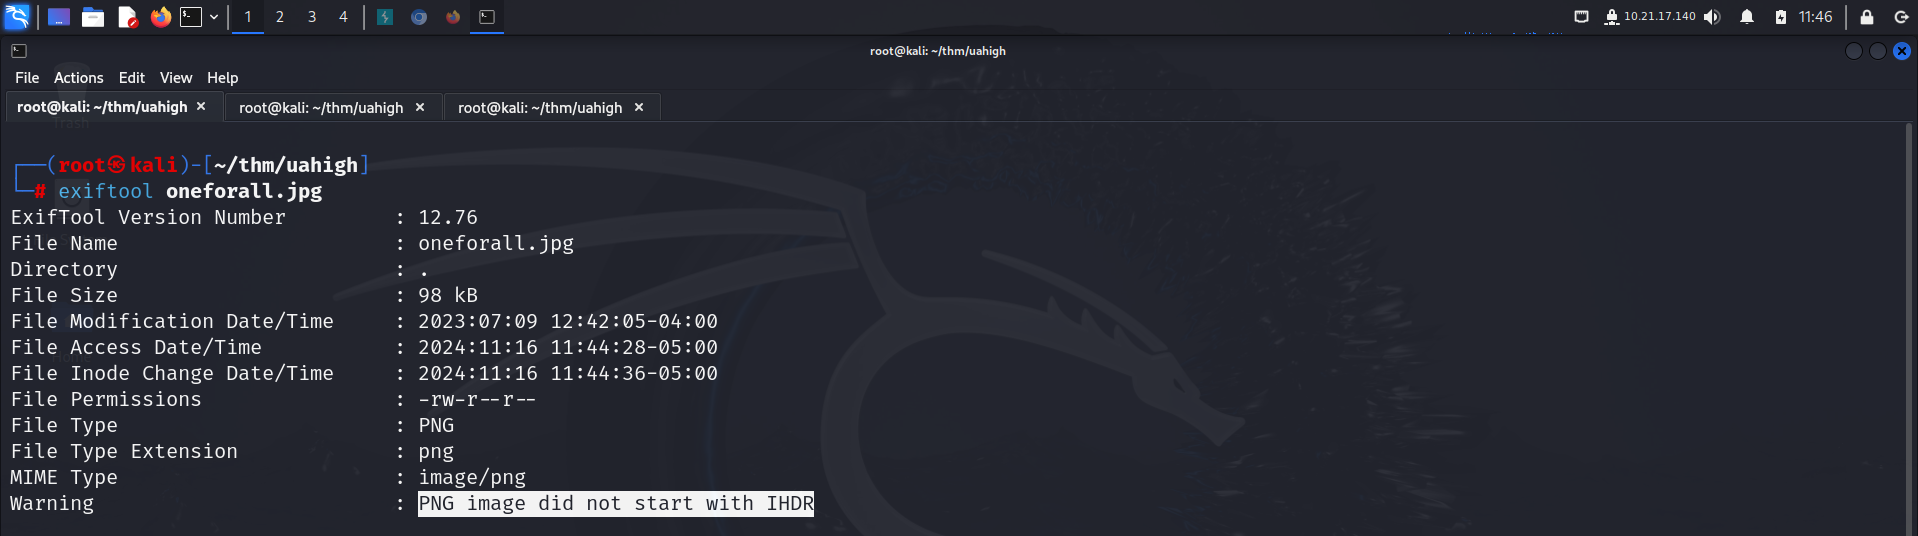 1 2 3 4 10.21.17.140 11:46
root@kali: ~/thm/uahigh
File Actions Edit View Help
root@kali: ~/thm/uahigh × root@kali: ~/thm/uahigh × root@kali: ~/thm/uahigh ×
Trash
┌──(root㉿kali)-[~/thm/uahigh]
└─# exiftool oneforall.jpg
ExifTool Version Number : 12.76
File Name : oneforall.jpg
Directory : .
File Size : 98 kB
File Modification Date/Time : 2023:07:09 12:42:05-04:00
File Access Date/Time : 2024:11:16 11:44:28-05:00
File Inode Change Date/Time : 2024:11:16 11:44:36-05:00
File Permissions : -rw-r--r--
File Type : PNG
File Type Extension : png
MIME Type : image/png
Warning : PNG image did not start with IHDR